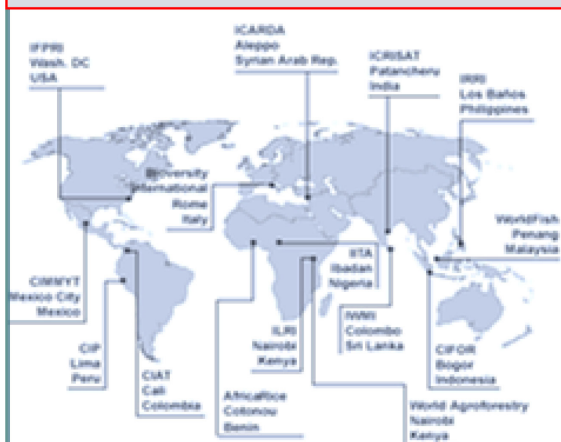 IFPRI
Wash. DC
USA
ICARDA
Aleppo
Syrian Arab Rep.
ICRISAT
Patancheru
India
IRRI
Los Baños
Philippines
Bioversity
International
Rome
Italy
WorldFish
Penang
Malaysia
CIMMYT
Mexico City
Mexico
IITA
Ibadan
Nigeria
ILRI
Nairobi
Kenya
IWMI
Colombo
Sri Lanka
CIP
Lima
Peru
CIAT
Cali
Colombia
AfricaRice
Cotonou
Benin
CIFOR
Bogor
Indonesia
World Agroforestry
Nairobi
Kenya